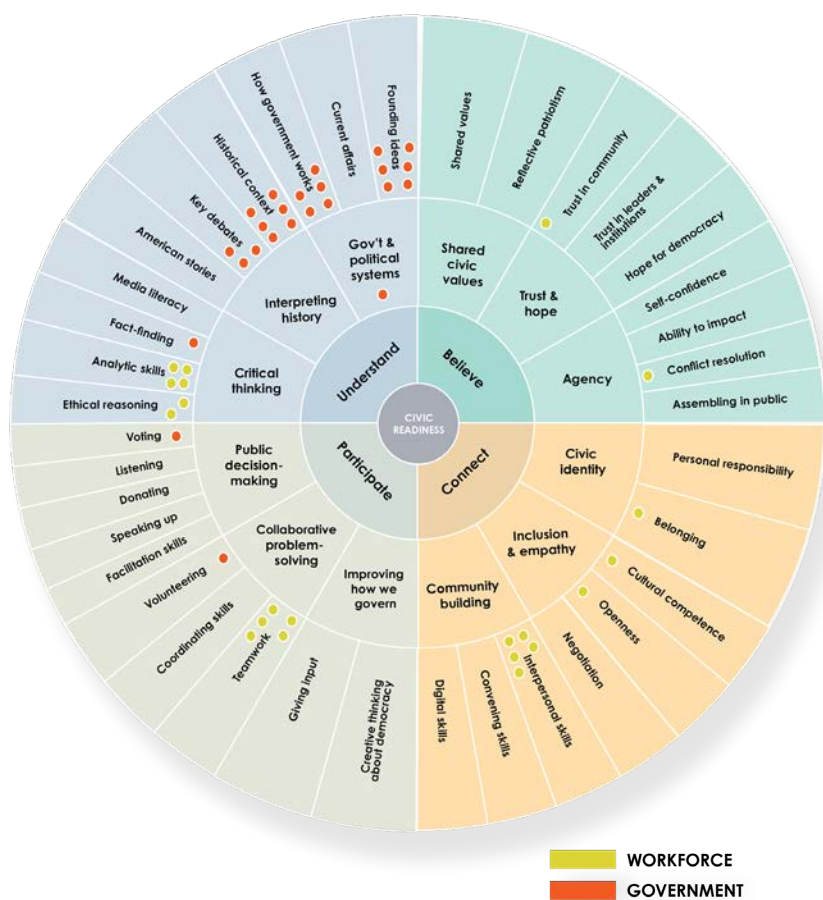 CIVIC
READINESS
Understand
Believe
Connect
Participate
Gov't &
political
systems
Interpreting
history
Critical
thinking
Shared
civic
values
Trust &
hope
Agency
Civic
identity
Inclusion
& empathy
Community
building
Improving
how we
govern
Collaborative
problem-
solving
Public
decision-
making
Founding ideas
Current affairs
How government
works
Historical context
Key debates
American stories
Media literacy
Fact-finding
Analytic skills
Ethical reasoning
Shared values
Reflective patriotism
Trust in community
Trust in leaders &
institutions
Hope for democracy
Self-confidence
Ability to impact
Conflict resolution
Assembling in public
Personal responsibility
Belonging
Cultural competence
Openness
Negotiation
Interpersonal skills
Convening skills
Digital skills
Creative thinking
about democracy
Giving input
Teamwork
Coordinating skills
Volunteering
Facilitation skills
Speaking up
Donating
Listening
Voting
WORKFORCE
GOVERNMENT